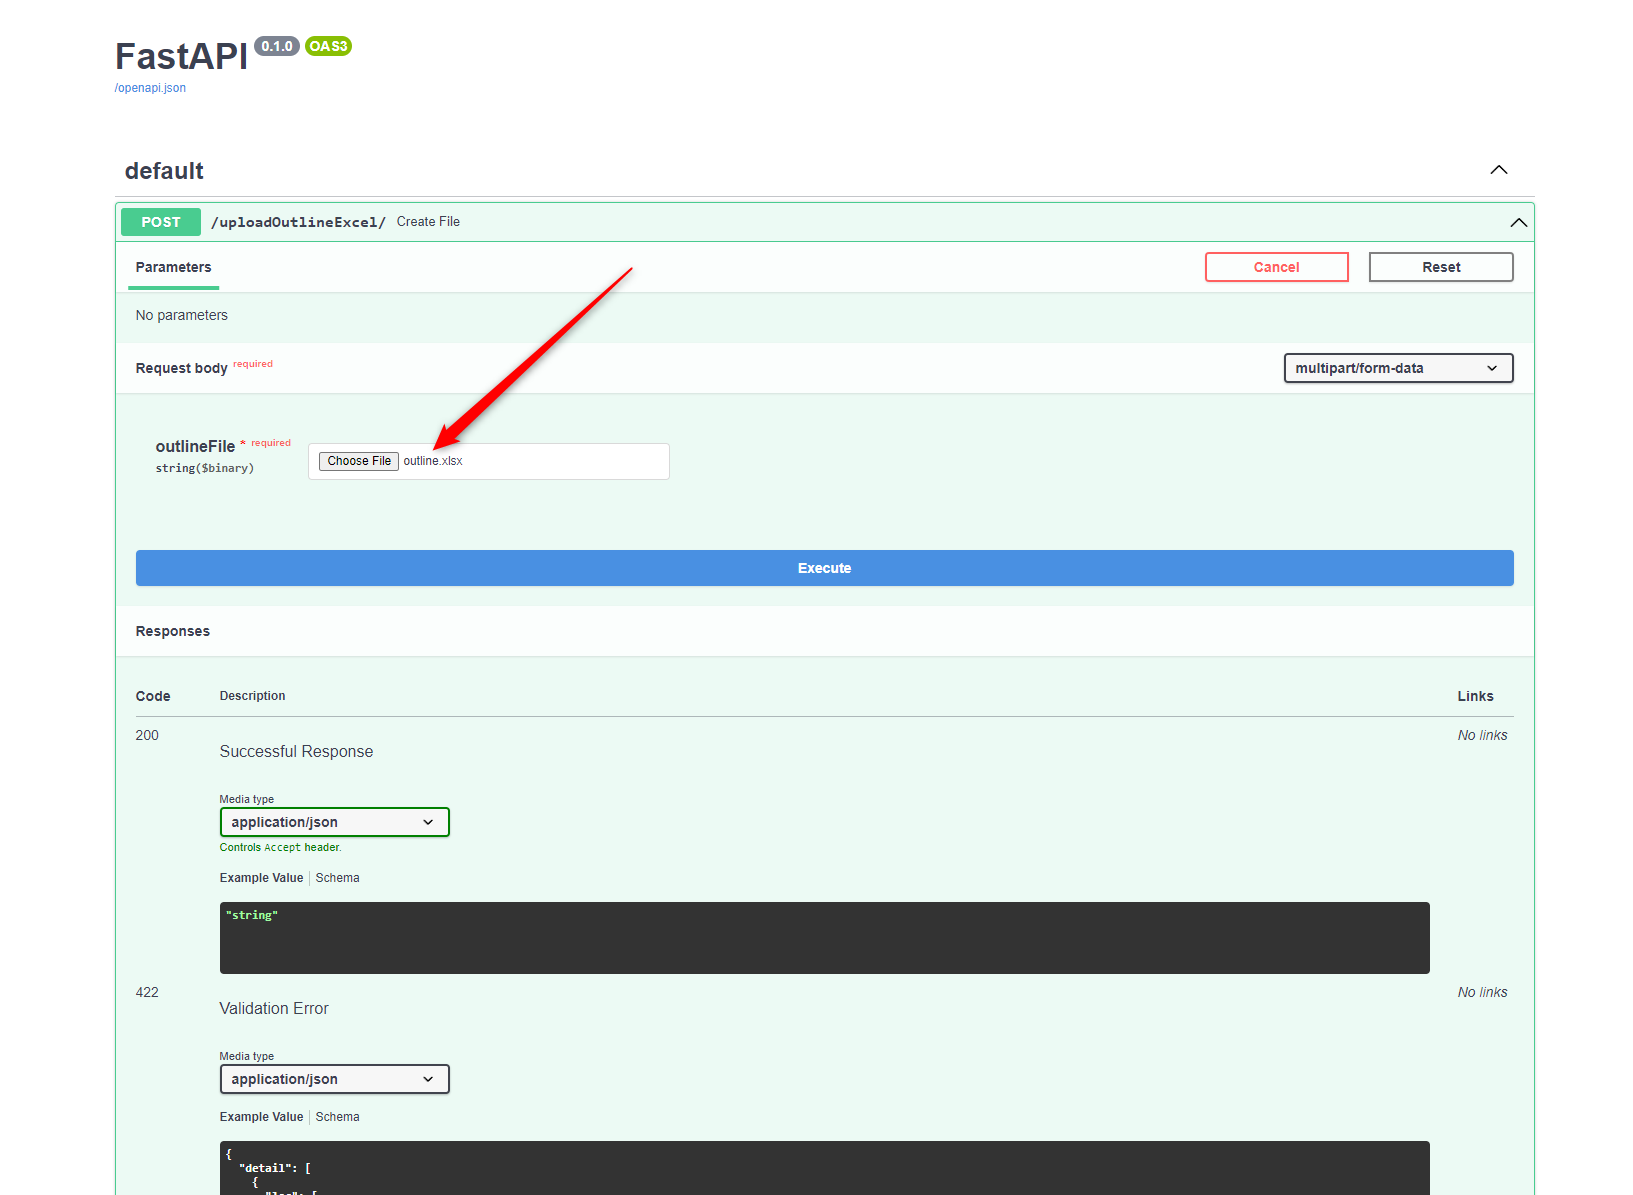 FastAPI 0.1.0 OAS3
/openapi.json
default
POST /uploadOutlineExcel/ Create File
Parameters Cancel Reset
No parameters
Request body required multipart/form-data
outlineFile * required
string($binary)
Choose File outline.xlsx
Execute
Responses
Code Description Links
200 No links
Successful Response
Media type
application/json
Controls Accept header.
Example Value Schema
"string"
422 No links
Validation Error
Media type
application/json
Example Value Schema
{
"detail": [
{